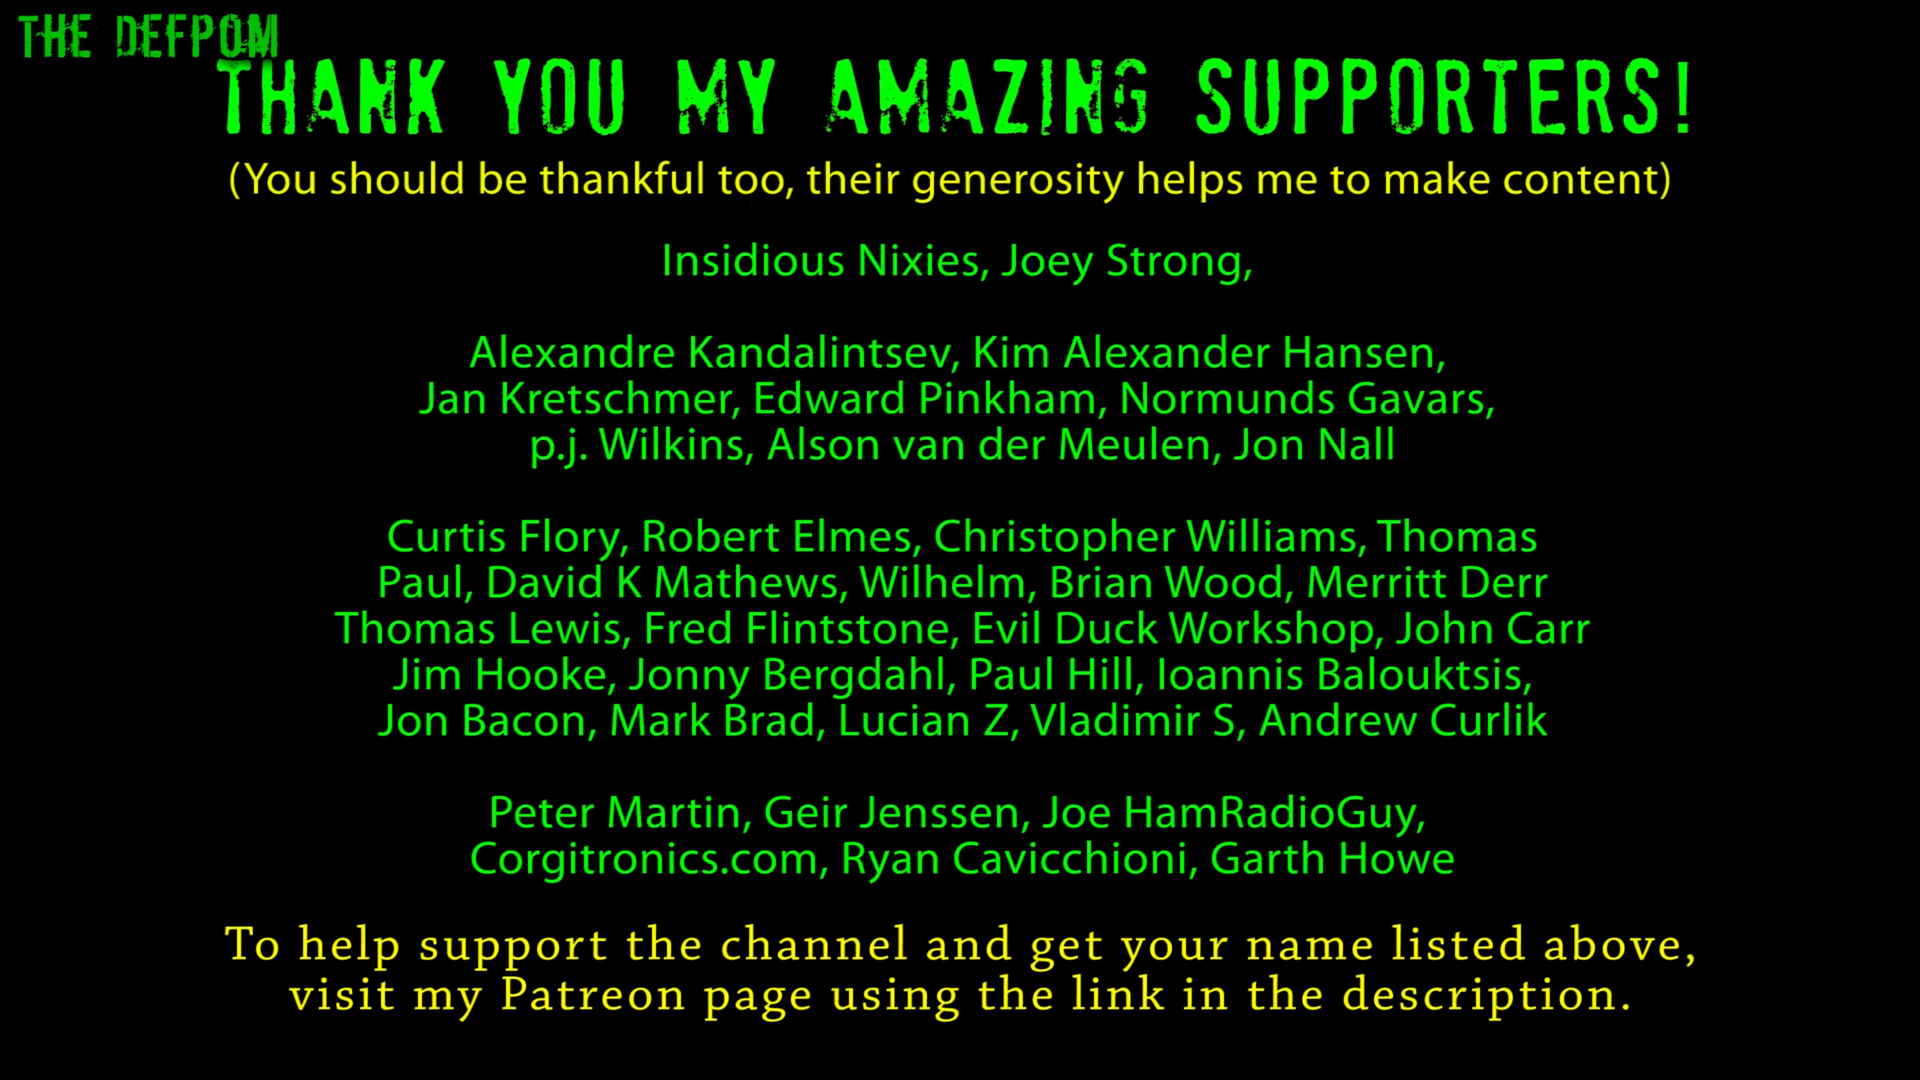 THE DEFPOM
THANK YOU MY AMAZING SUPPORTERS!
(You should be thankful too, their generosity helps me to make content)
Insidious Nixies, Joey Strong,
Alexandre Kandalintsev, Kim Alexander Hansen,
Jan Kretschmer, Edward Pinkham, Normunds Gavars,
p.j. Wilkins, Alson van der Meulen, Jon Nall
Curtis Flory, Robert Elmes, Christopher Williams, Thomas
Paul, David K Mathews, Wilhelm, Brian Wood, Merritt Derr
Thomas Lewis, Fred Flintstone, Evil Duck Workshop, John Carr
Jim Hooke, Jonny Bergdahl, Paul Hill, Ioannis Balouktsis,
Jon Bacon, Mark Brad, Lucian Z, Vladimir S, Andrew Curlik
Peter Martin, Geir Jenssen, Joe HamRadioGuy,
Corgitronics.com, Ryan Cavicchioni, Garth Howe
To help support the channel and get your name listed above,
visit my Patreon page using the link in the description.